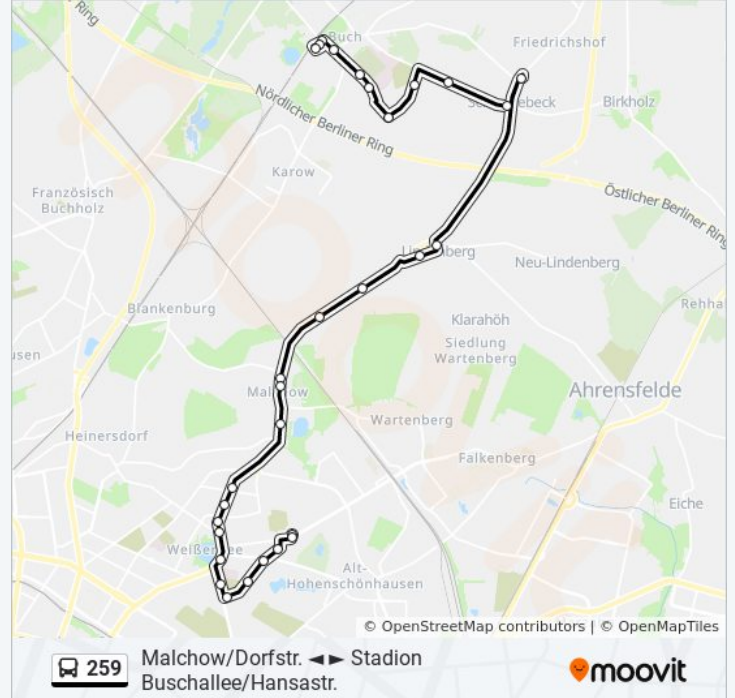 Ring
Buch
Friedrichshof
Nördlicher Berliner Ring
Birkholz
Karow
Französisch
Buchholz
Östlicher Berliner Ring
Neu-Lindenberg
Blankenburg
Rehha
Klarahöh
Siedlung
Wartenberg
usen
Ahrensfelde
Wartenberg
Heinersdorf
Falkenberg
Eiche
Alt-
Hohenschönhausen
© OpenStreetMap contributors | © OpenMapTiles
259
Malchow/Dorfstr. ◄► Stadion
Buschallee/Hansastr.
moovit